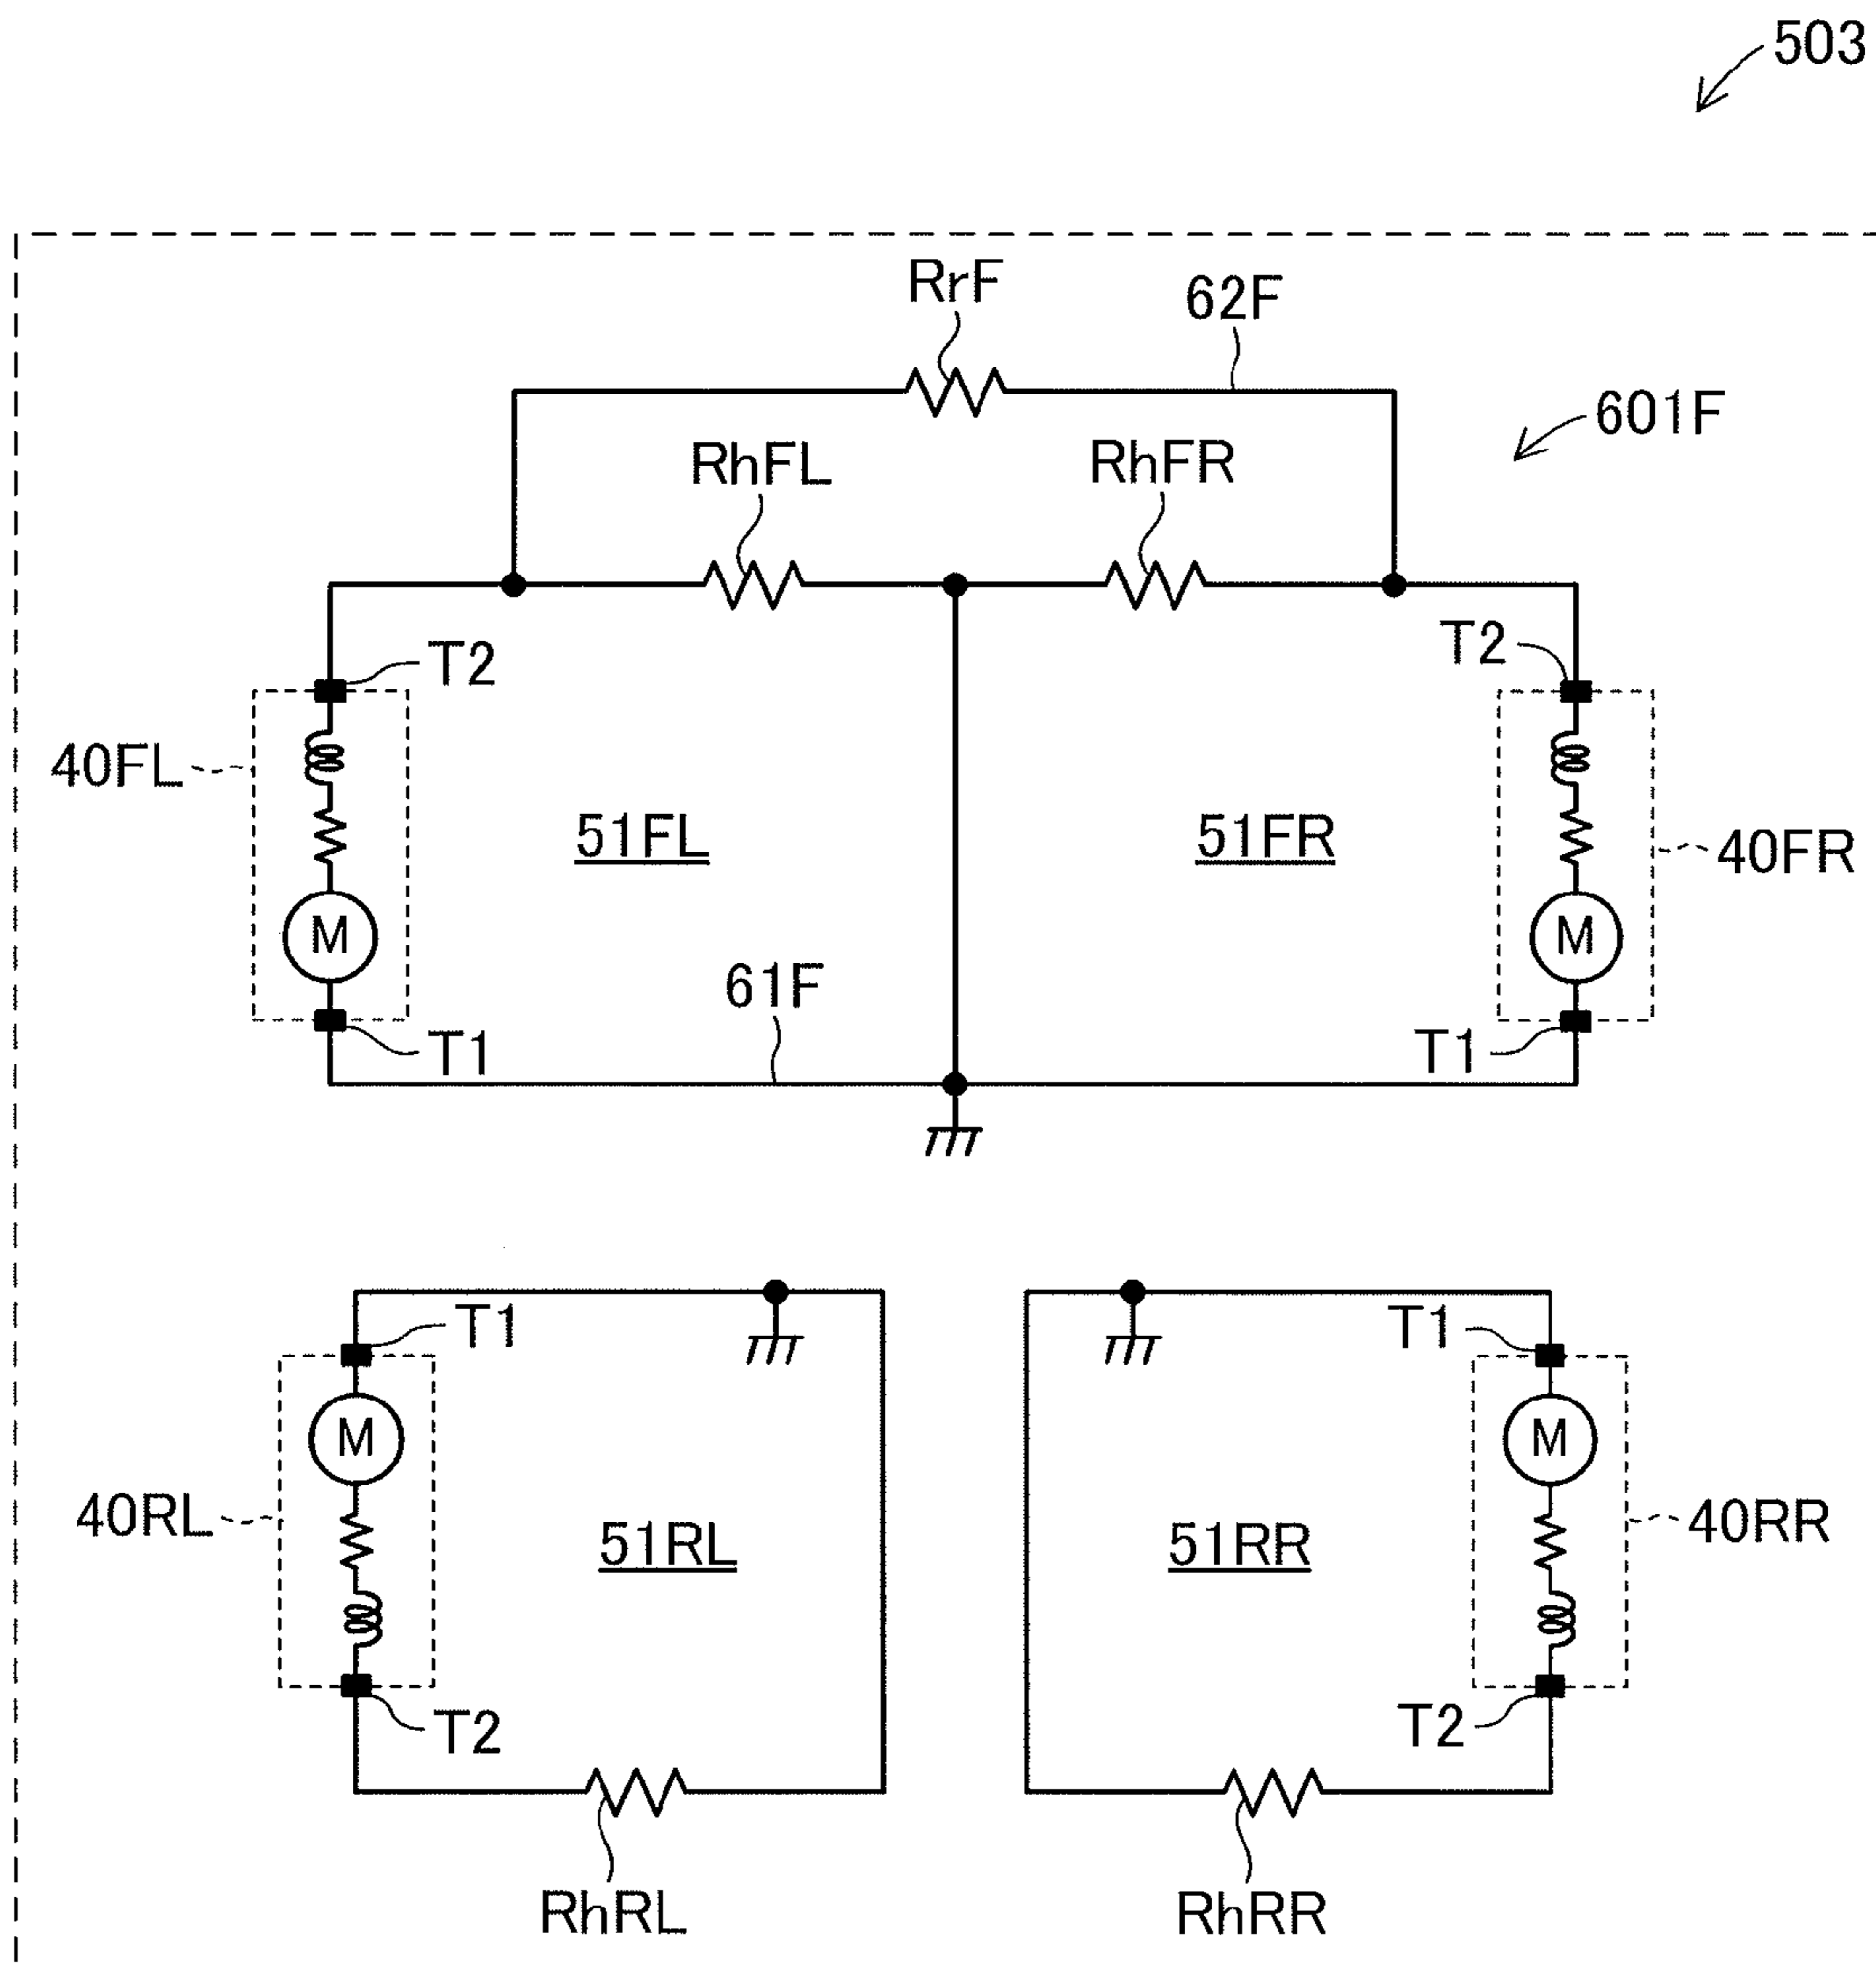 503
RrF
62F
601F
RhFL
RhFR
T2
T2
40FL
51FL
51FR
40FR
M
M
61F
T1
T1
T1
T1
M
M
40RL
51RL
51RR
40RR
T2
T2
RhRL
RhRR